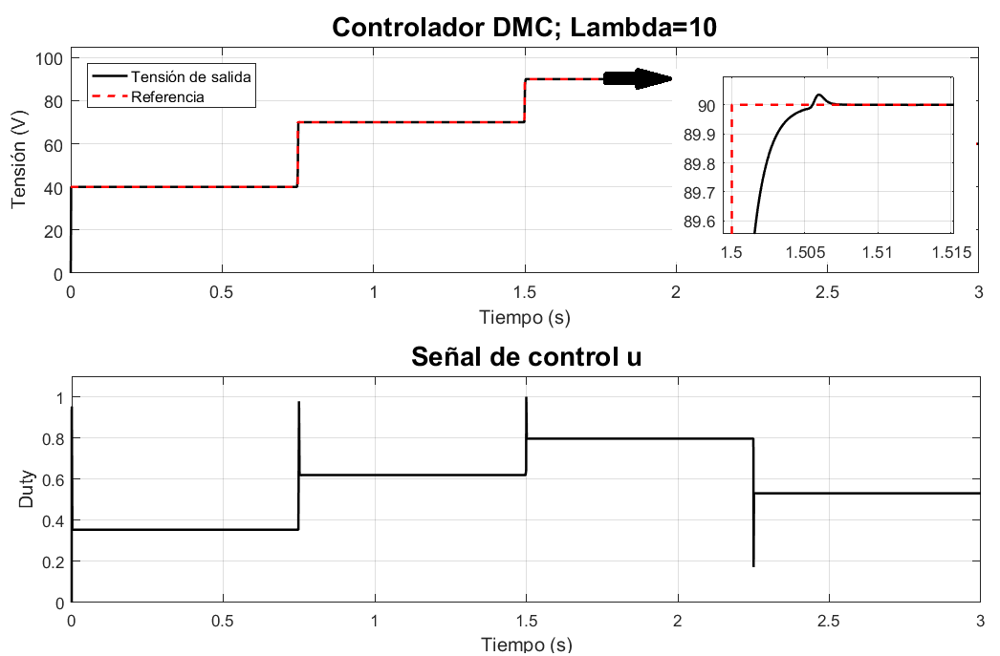 Controlador DMC; Lambda=10
Tensión (V)
100
80
60
40
20
0
Tensión de salida
Referencia
90
89.9
89.8
89.7
89.6
1.5 1.505 1.51 1.515
0 0.5 1 1.5 2 2.5 3
Tiempo (s)
Señal de control u
Duty
1
0.8
0.6
0.4
0.2
0
0 0.5 1 1.5 2 2.5 3
Tiempo (s)